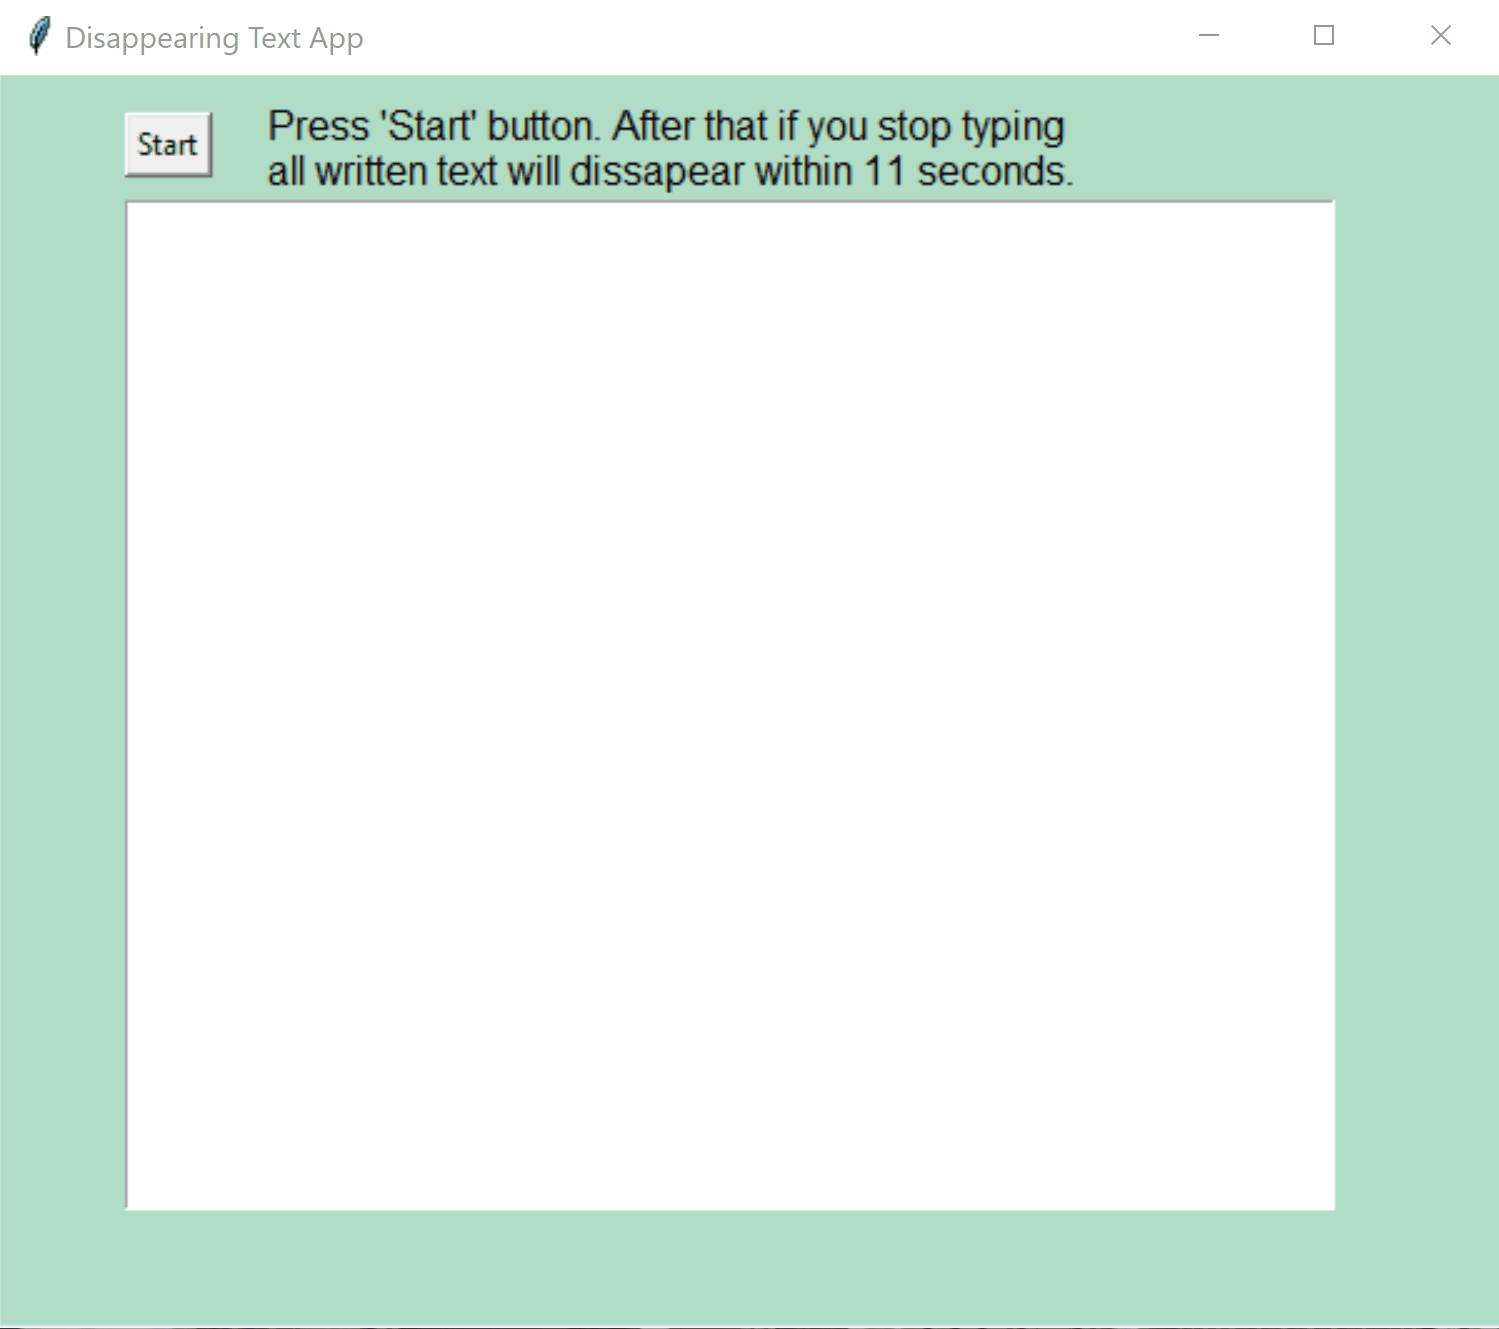 Disappearing Text App
Start
Press 'Start' button. After that if you stop typing
all written text will dissapear within 11 seconds.